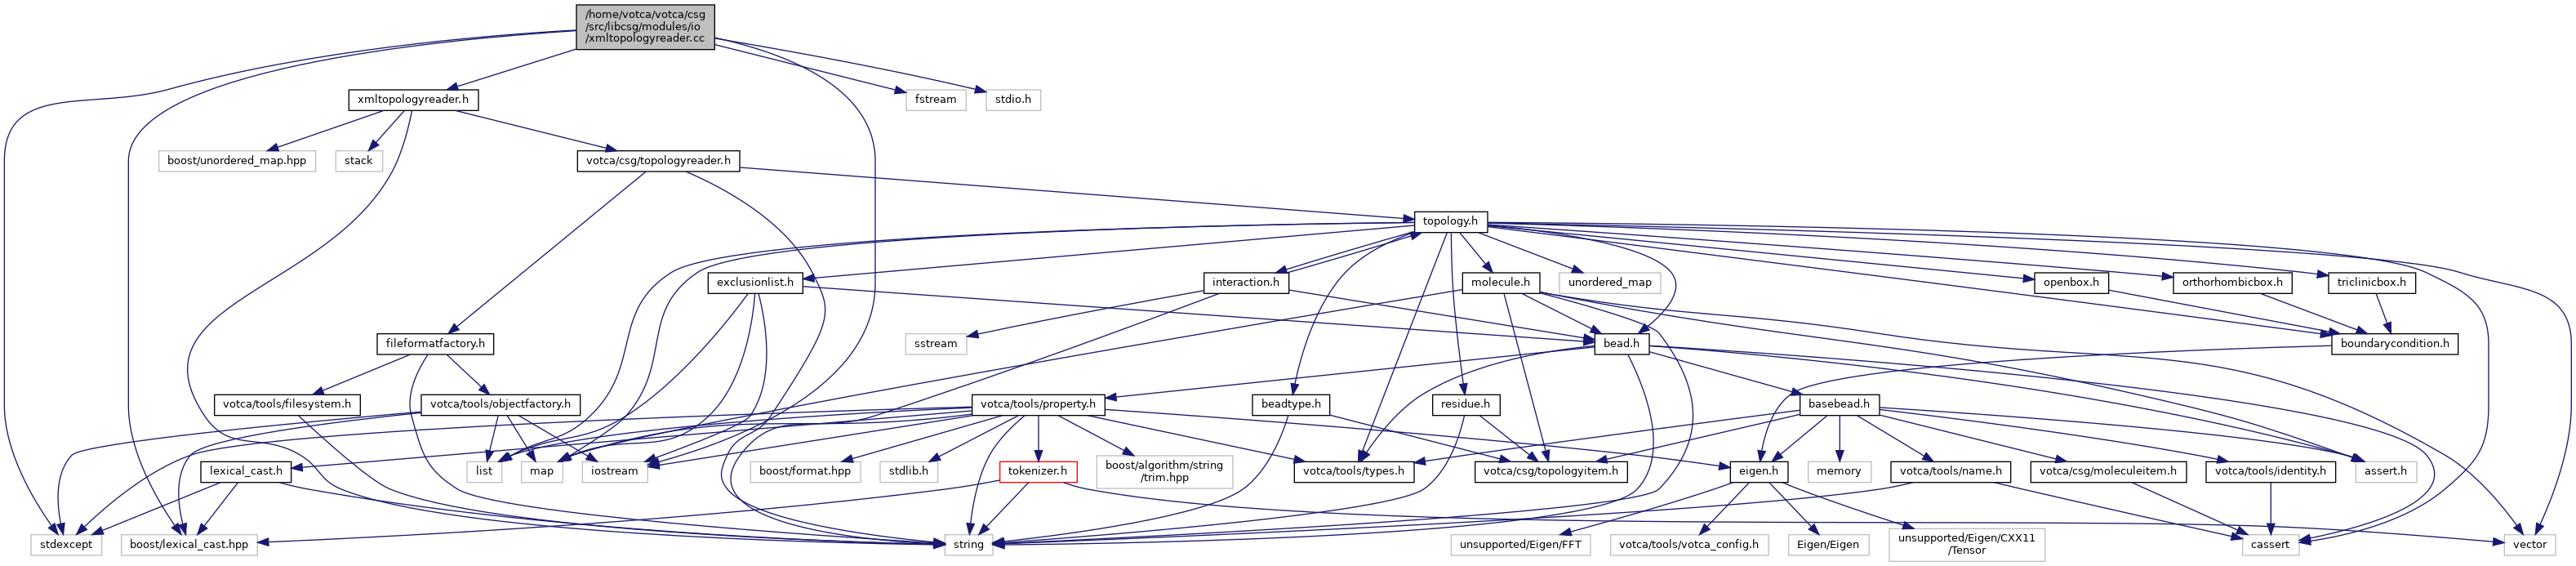 /home/votca/votca/csg
/src/libcsg/modules/io
/xmltopologyreader.cc
xmltopologyreader.h
fstream
stdio.h
boost/unordered_map.hpp
stack
votca/csg/topologyreader.h
topology.h
exclusionlist.h
interaction.h
molecule.h
unordered_map
openbox.h
orthorhombicbox.h
triclinicbox.h
fileformatfactory.h
sstream
bead.h
boundarycondition.h
votca/tools/filesystem.h
votca/tools/objectfactory.h
votca/tools/property.h
beadtype.h
residue.h
basebead.h
lexical_cast.h
list
map
iostream
boost/format.hpp
stdlib.h
tokenizer.h
boost/algorithm/string
/trim.hpp
votca/tools/types.h
votca/csg/topologyitem.h
eigen.h
memory
votca/tools/name.h
votca/csg/moleculeitem.h
votca/tools/identity.h
assert.h
stdexcept
boost/lexical_cast.hpp
string
unsupported/Eigen/FFT
votca/tools/votca_config.h
Eigen/Eigen
unsupported/Eigen/CXX11
/Tensor
cassert
vector